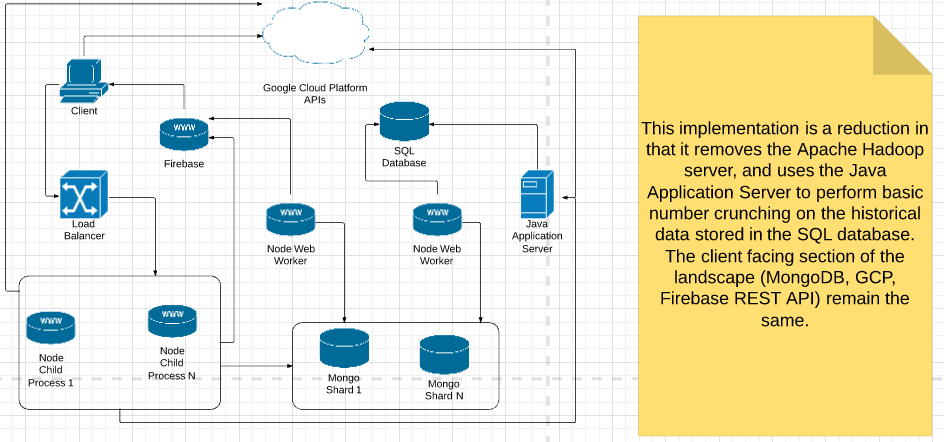 Google Cloud Platform
APIs
Client
WWW
Firebase
SQL
Database
Load
Balancer
WWW
Node Web
Worker
WWW
Node Web
Worker
Java
Application
Server
WWW
Node
Child
Process 1
WWW
Node
Child
Process N
Mongo
Shard 1
Mongo
Shard N
This implementation is a reduction in
that it removes the Apache Hadoop
server, and uses the Java
Application Server to perform basic
number crunching on the historical
data stored in the SQL database.
The client facing section of the
landscape (MongoDB, GCP,
Firebase REST API) remain the
same.